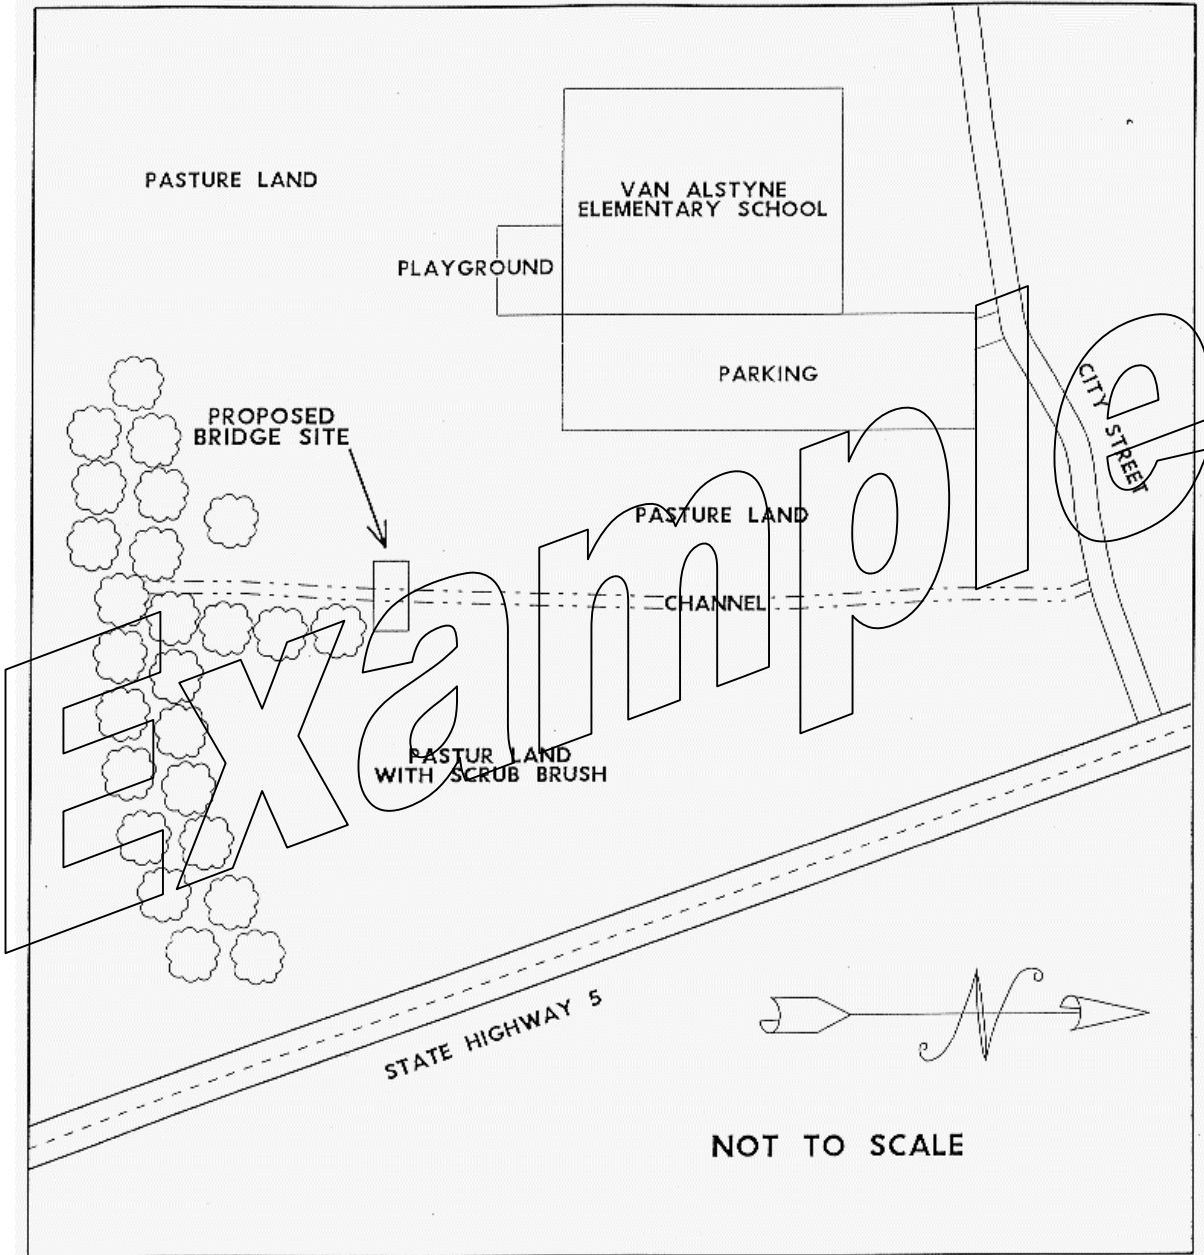 PASTURE LAND
VAN ALSTYNE
ELEMENTARY SCHOOL
PLAYGROUND
PARKING
CITY STREET
PROPOSED
BRIDGE SITE
PASTURE LAND
CHANNEL
Example
PASTUR LAND
WITH SCRUB BRUSH
STATE HIGHWAY 5
N
NOT TO SCALE